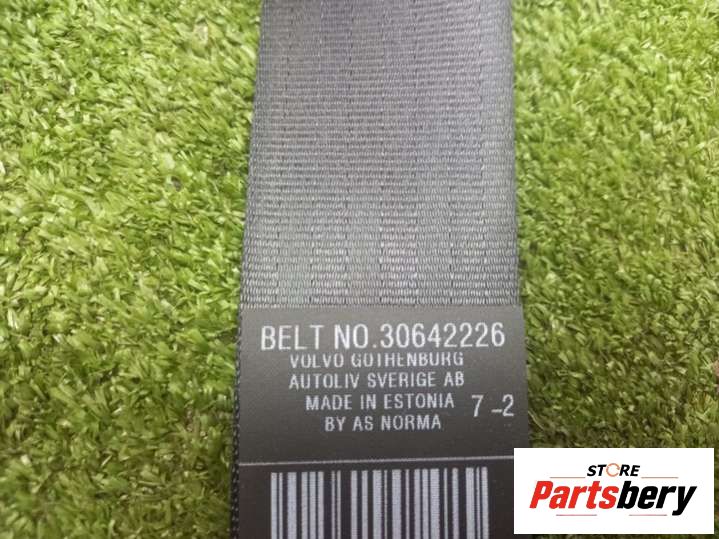 BELT NO.30642226
VOLVO GOTHENBURG
AUTOLIV SVERIGE AB
MADE IN ESTONIA 7-2
BY AS NORMA
STORE
Partsbery